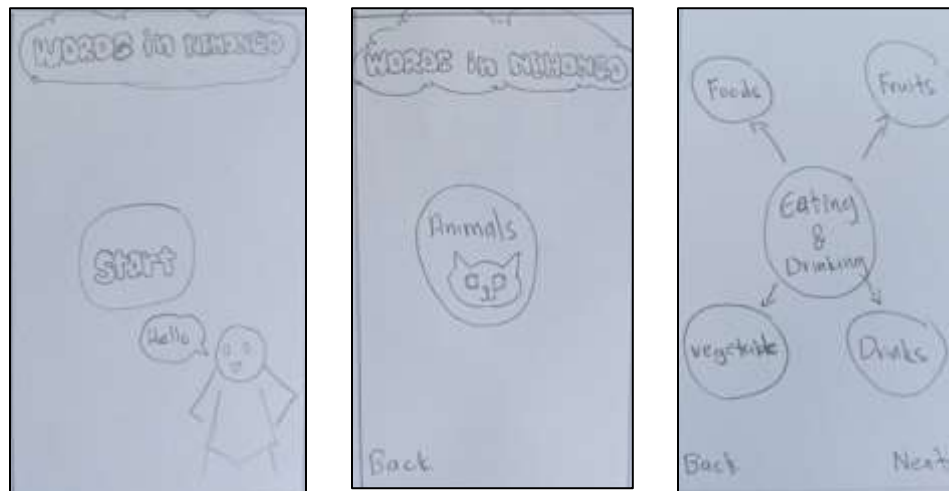 WORDS in NIHONGO
Start
Hello
WORDS in NIHONGO
Animals
Back
Foods
Fruits
Eating
&
Drinking
vegetable
Drinks
Back
Next